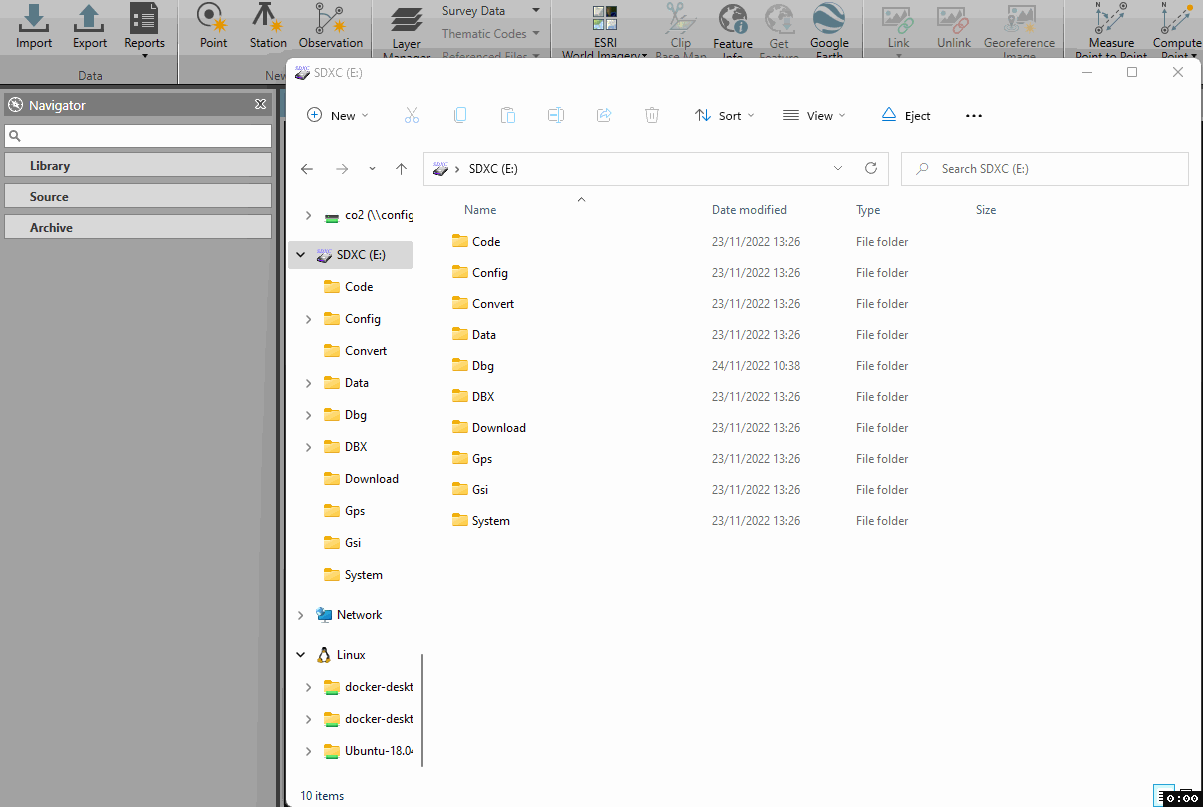 Import Export Reports Point Station Observation Layer Survey Data ESRI Clip Feature Get Google Link Unlink Georeference Measure Compute
Thematic Codes
Manager Referenced Files World Imagery Base Map Info Feature Earth Image Point to Point Point
Data New
SDXC (E:)
Navigator
New Sort View Eject
SDXC (E:) Search SDXC (E:)
Library
Source
Archive
Name Date modified Type Size
co2 (\\config
SDXC (E:)
Code
Config
Convert
Data
Dbg
DBX
Download
Gps
Gsi
System
Network
Linux
docker-deskt
docker-deskt
Ubuntu-18.04
Code 23/11/2022 13:26 File folder
Config 23/11/2022 13:26 File folder
Convert 23/11/2022 13:26 File folder
Data 23/11/2022 13:26 File folder
Dbg 24/11/2022 10:38 File folder
DBX 23/11/2022 13:26 File folder
Download 23/11/2022 13:26 File folder
Gps 23/11/2022 13:26 File folder
Gsi 23/11/2022 13:26 File folder
System 23/11/2022 13:26 File folder
10 items
0:00